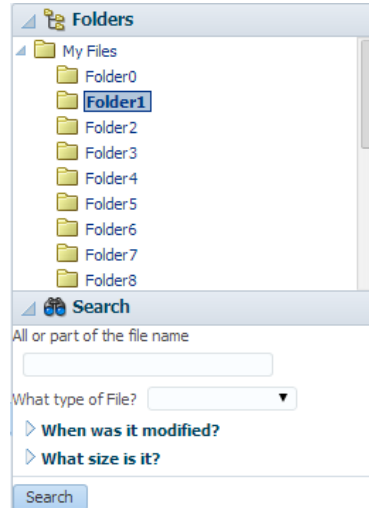 Folders
My Files
Folder0
Folder1
Folder2
Folder3
Folder4
Folder5
Folder6
Folder7
Folder8
Search
All or part of the file name
What type of File?
When was it modified?
What size is it?
Search